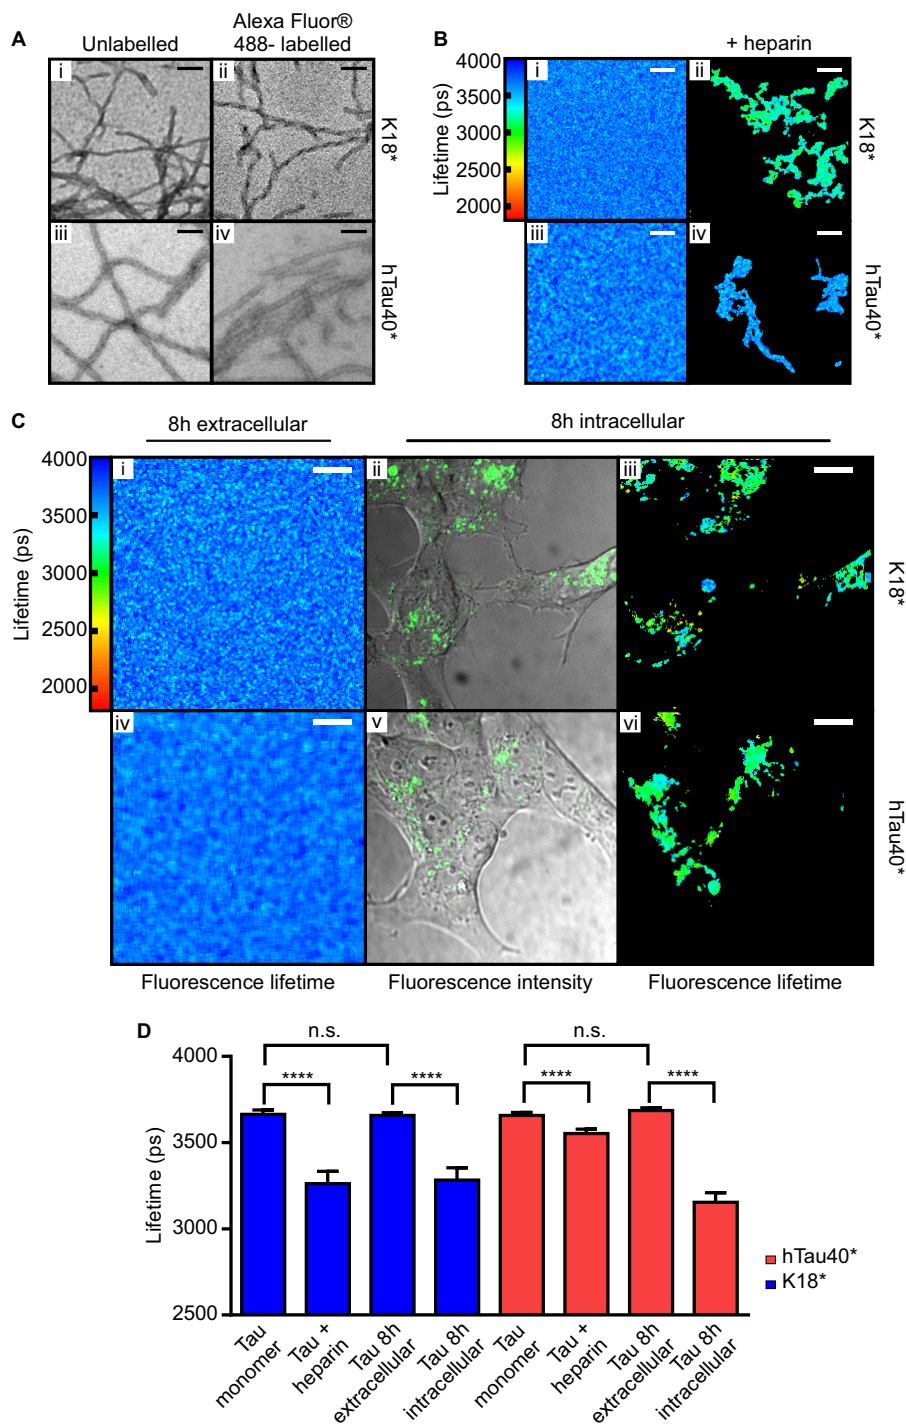 A
Unlabelled
Alexa Fluor®
488- labelled
i
ii
K18*
iii
iv
hTau40*
B
+ heparin
Lifetime (ps)
4000
3500
3000
2500
2000
i
ii
K18*
iii
iv
hTau40*
C
8h extracellular
8h intracellular
Lifetime (ps)
4000
3500
3000
2500
2000
i
ii
iii
K18*
iv
v
vi
hTau40*
Fluorescence lifetime
Fluorescence intensity
Fluorescence lifetime
D
n.s.
n.s.
****
****
****
****
Lifetime (ps)
4000
3500
3000
2500
hTau40*
K18*
Tau
monomer
Tau +
heparin
Tau 8h
extracellular
Tau 8h
intracellular
Tau
monomer
Tau +
heparin
Tau 8h
extracellular
Tau 8h
intracellular